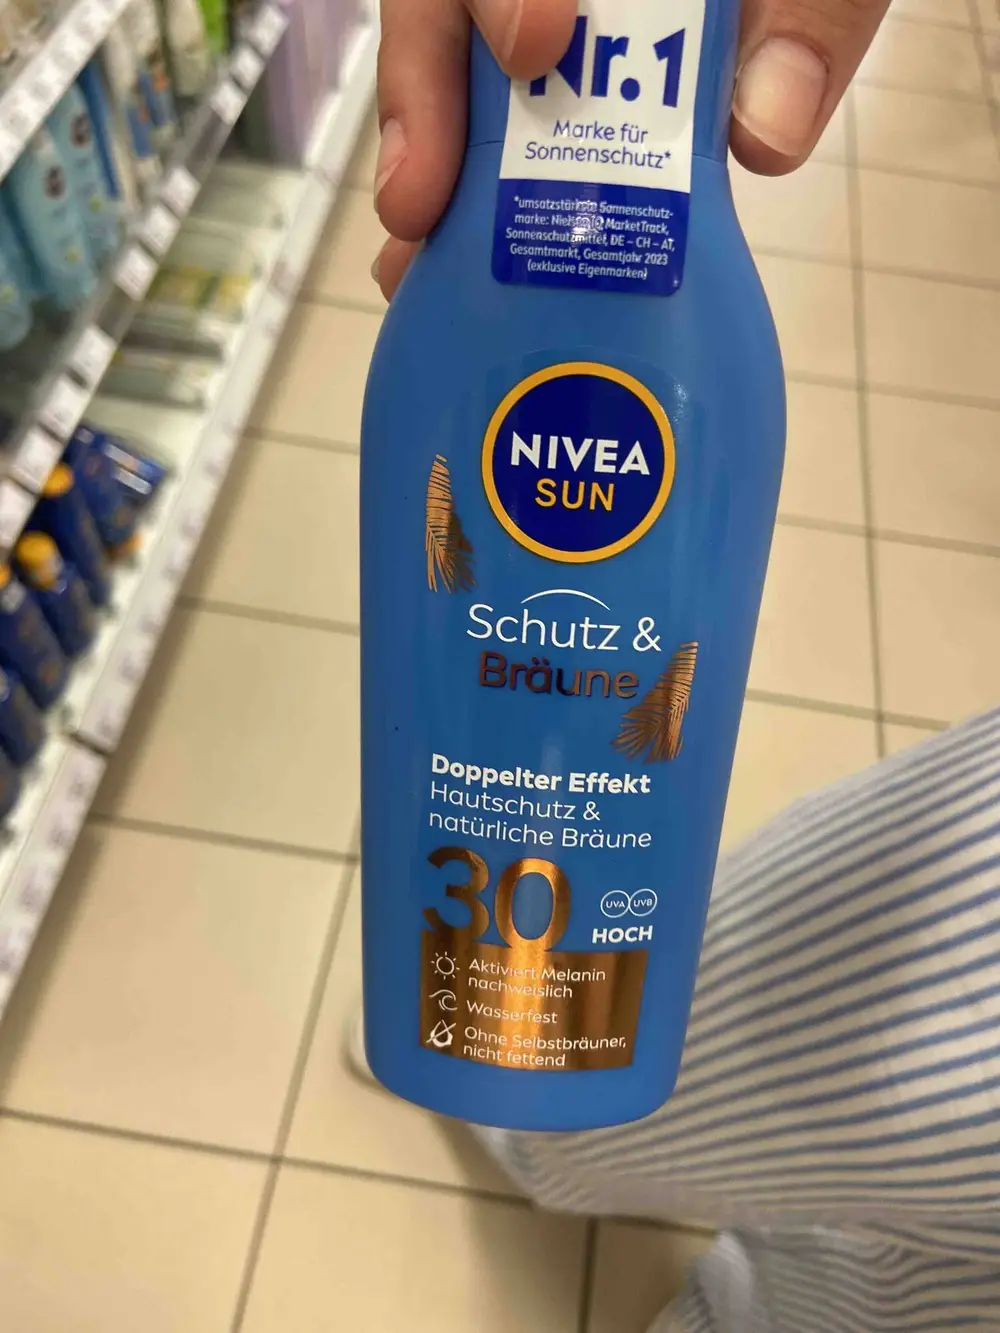 Nr.1
Marke für
Sonnenschutz*
*umsatzstärkste Sonnenschutz-
marke: NielsenIQ MarketTrack,
Sonnenschutzmittel, DE – CH – AT,
Gesamtmarkt, Gesamtjahr 2023
(exklusive Eigenmarken)
NIVEA
SUN
Schutz &
Bräune
Doppelter Effekt
Hautschutz &
natürliche Bräune
30
UVA UVB
HOCH
Aktiviert Melanin
nachweislich
Wasserfest
Ohne Selbstbräuner,
nicht fettend